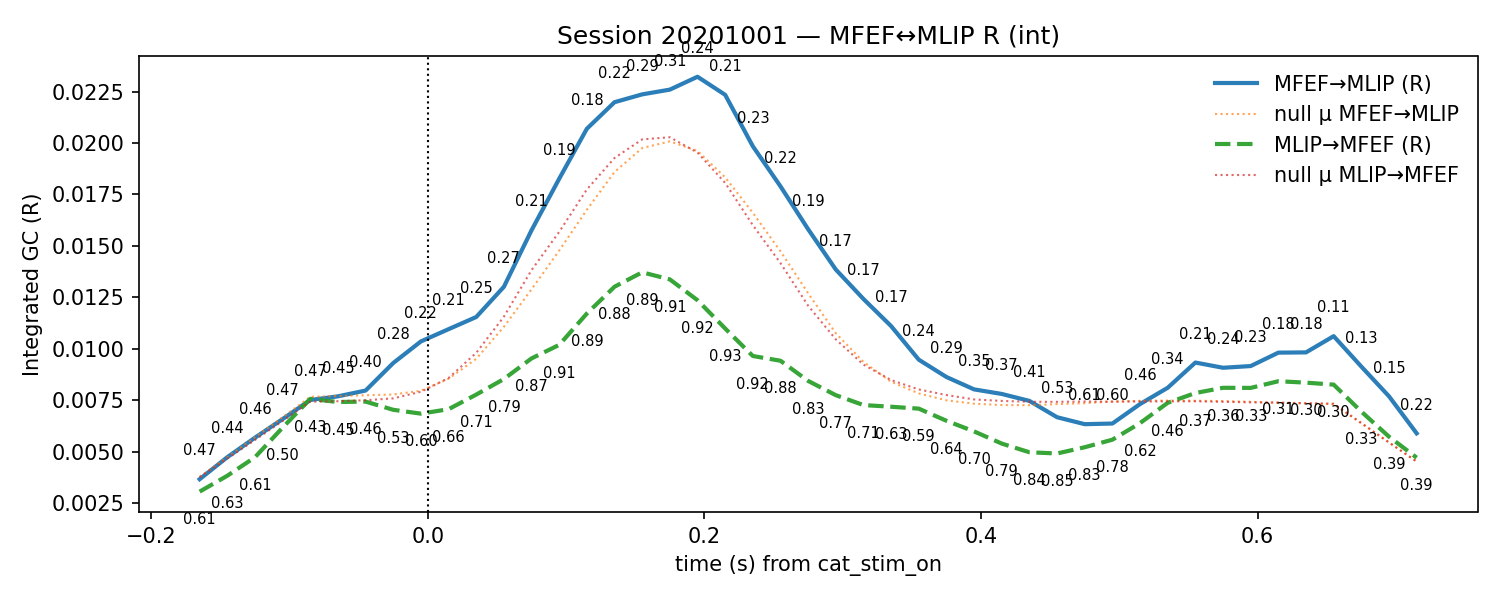 Session 20201001 — MFEF↔MLIP R (int)
Integrated GC (R)
0.0225
0.0200
0.0175
0.0150
0.0125
0.0100
0.0075
0.0050
0.0025
MFEF→MLIP (R)
null μ MFEF→MLIP
MLIP→MFEF (R)
null μ MLIP→MFEF
0.47 0.44 0.46 0.47 0.47 0.45 0.40 0.28 0.22 0.21 0.25 0.27 0.21 0.19 0.18 0.22 0.29 0.31 0.24 0.21 0.23 0.22 0.19 0.17 0.17 0.17 0.24 0.29 0.35 0.37 0.41 0.53 0.61 0.60 0.46 0.34 0.21 0.24 0.23 0.18 0.18 0.11 0.13 0.15 0.22
0.61 0.63 0.61 0.50 0.43 0.45 0.46 0.53 0.60 0.66 0.71 0.79 0.87 0.91 0.89 0.88 0.89 0.91 0.92 0.93 0.92 0.88 0.83 0.77 0.71 0.63 0.59 0.64 0.70 0.79 0.84 0.85 0.83 0.78 0.62 0.46 0.37 0.36 0.33 0.31 0.30 0.30 0.33 0.39 0.39
−0.2 0.0 0.2 0.4 0.6
time (s) from cat_stim_on